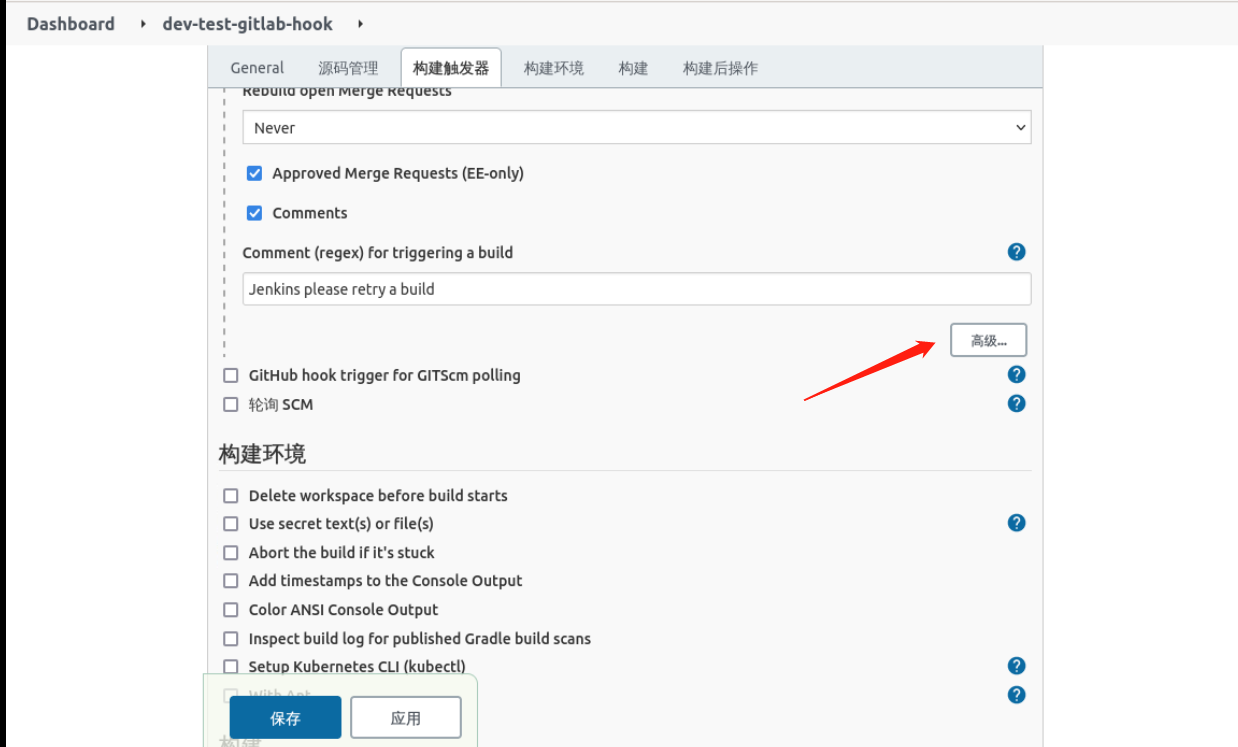 Dashboard dev-test-gitlab-hook
General 源码管理 构建触发器 构建环境 构建 构建后操作
Rebuild open Merge Requests
Never
Approved Merge Requests (EE-only)
Comments
Comment (regex) for triggering a build
?
Jenkins please retry a build
高级...
GitHub hook trigger for GITScm polling
?
轮询 SCM
?
构建环境
Delete workspace before build starts
Use secret text(s) or file(s)
?
Abort the build if it's stuck
Add timestamps to the Console Output
Color ANSI Console Output
Inspect build log for published Gradle build scans
Setup Kubernetes CLI (kubectl)
?
With Ant
?
保存 应用
构建